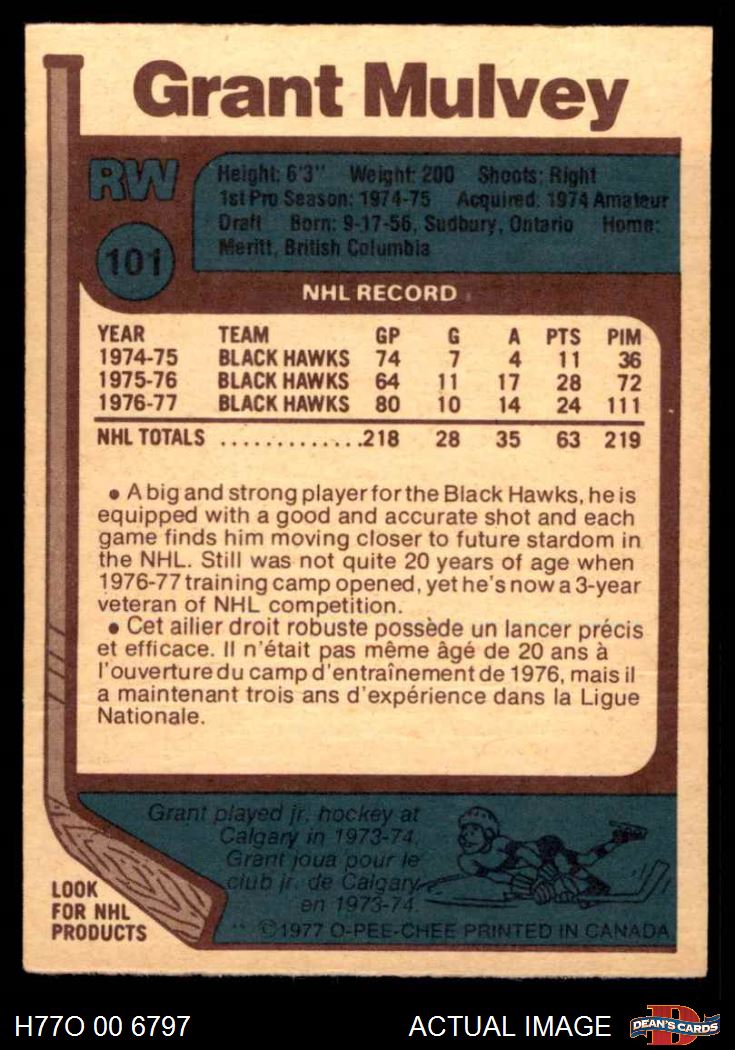 Grant Mulvey
RW
Height: 6'3" Weight: 200 Shoots: Right
1st Pro Season: 1974-75 Acquired: 1974 Amateur
Draft Born: 9-17-56, Sudbury, Ontario Home:
Meritt, British Columbia
101
NHL RECORD
YEAR TEAM GP G A PTS PIM
1974-75 BLACK HAWKS 74 7 4 11 36
1975-76 BLACK HAWKS 64 11 17 28 72
1976-77 BLACK HAWKS 80 10 14 24 111
NHL TOTALS .............218 28 35 63 219
• A big and strong player for the Black Hawks, he is
equipped with a good and accurate shot and each
game finds him moving closer to future stardom in
the NHL. Still was not quite 20 years of age when
1976-77 training camp opened, yet he's now a 3-year
veteran of NHL competition.
• Cet ailier droit robuste possède un lancer précis
et efficace. Il n'était pas même âgé de 20 ans à
l'ouverture du camp d'entraînement de 1976, mais il
a maintenant trois ans d'expérience dans la Ligue
Nationale.
Grant played jr. hockey at
Calgary in 1973-74.
Grant joua pour le
club jr. de Calgary
en 1973-74.
LOOK
FOR NHL
PRODUCTS
** ©1977 O-PEE-CHEE PRINTED IN CANADA
H77O 00 6797
ACTUAL IMAGE
D
DEAN'S CARDS